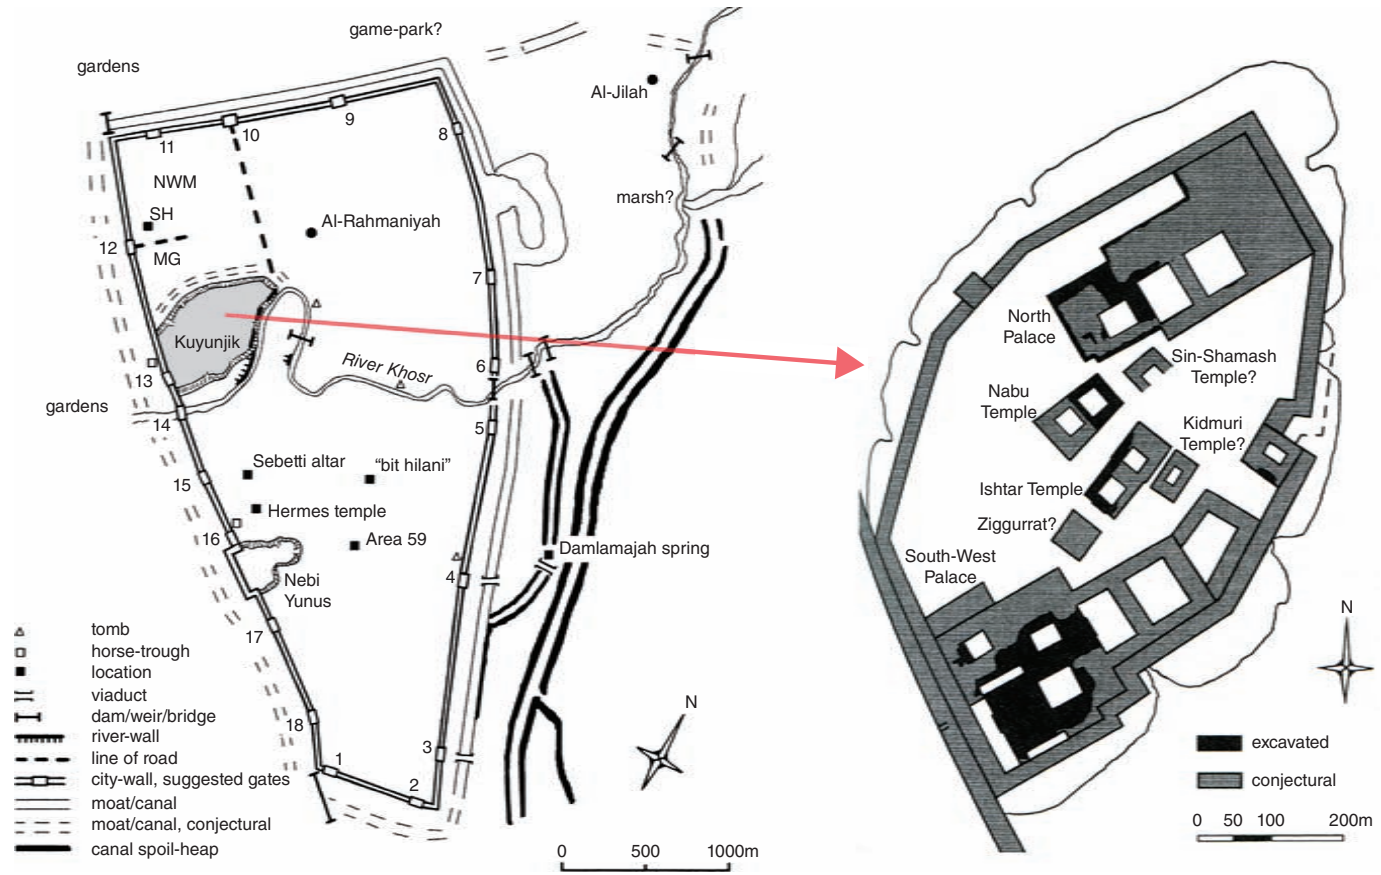 game-park?
gardens
Al-Jilah
9
10
8
11
NWM
marsh?
SH
Al-Rahmaniyah
12
MG
7
Kuyunjik
River Khosr
6
13
gardens
14
5
Sebetti altar
"bit hilani"
15
Hermes temple
16
Area 59
Damlamajah spring
4
Nebi
Yunus
17
18
3
1
2
tomb
horse-trough
location
viaduct
dam/weir/bridge
river-wall
line of road
city-wall, suggested gates
moat/canal
moat/canal, conjectural
canal spoil-heap
N
0 500 1000m
North
Palace
Sin-Shamash
Temple?
Nabu
Temple
Kidmuri
Temple?
Ishtar Temple
Ziggurrat?
South-West
Palace
N
excavated
conjectural
0 50 100 200m